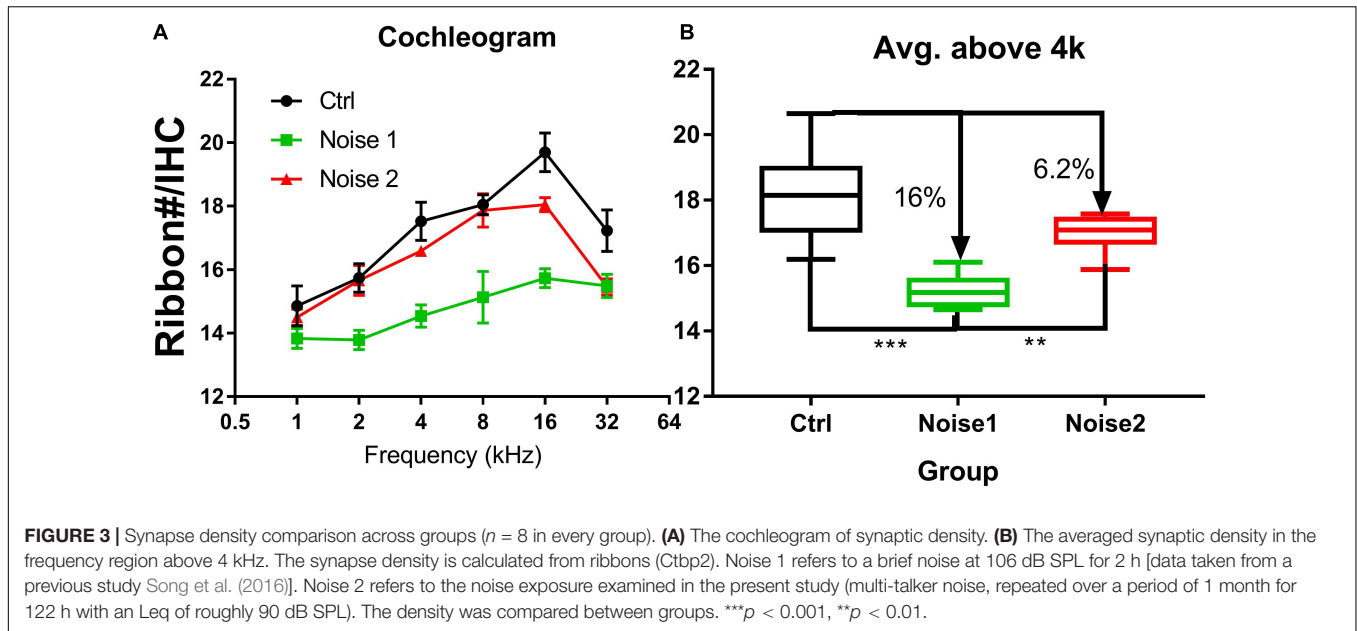 A
Cochleogram
Ribbon#/IHC
22
20
18
16
14
12
Ctrl
Noise 1
Noise 2
0.5 1 2 4 8 16 32 64
Frequency (kHz)
B
Avg. above 4k
22
20
18
16
14
12
16%
6.2%
***
**
Ctrl Noise1 Noise2
Group
FIGURE 3 | Synapse density comparison across groups (n = 8 in every group). (A) The cochleogram of synaptic density. (B) The averaged synaptic density in the
frequency region above 4 kHz. The synapse density is calculated from ribbons (Ctbp2). Noise 1 refers to a brief noise at 106 dB SPL for 2 h [data taken from a
previous study Song et al. (2016)]. Noise 2 refers to the noise exposure examined in the present study (multi-talker noise, repeated over a period of 1 month for
122 h with an Leq of roughly 90 dB SPL). The density was compared between groups. ***p < 0.001, **p < 0.01.